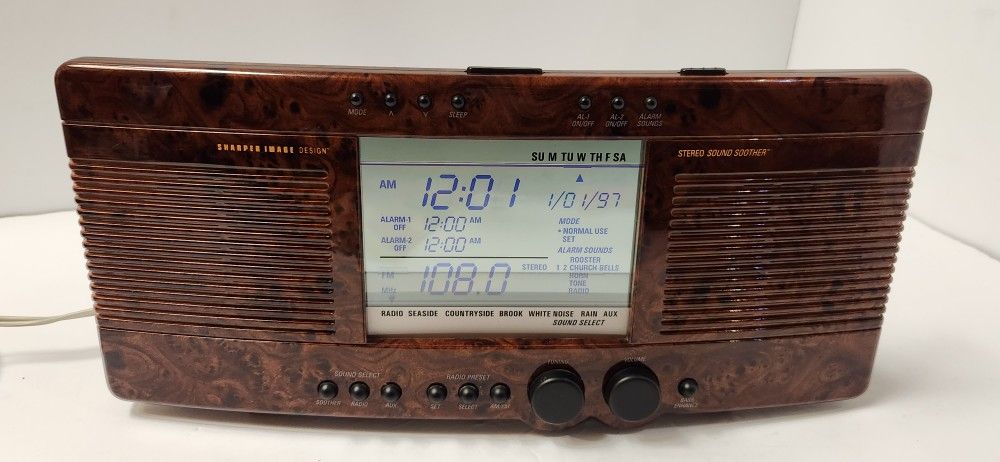 MODE ∧ ∨ SLEEP
AL-1 ON/OFF AL-2 ON/OFF ALARM SOUNDS
SHARPER IMAGE DESIGN™
STEREO SOUND SOOTHER™
SU M TU W TH F SA
AM 12:01 1/01/97
ALARM-1 OFF 12:00 AM
ALARM-2 OFF 12:00 AM
MODE
NORMAL USE
SET
ALARM SOUNDS
ROOSTER
1 2 CHURCH BELLS
HORN
TONE
RADIO
FM 108.0 STEREO
MHz
RADIO SEASIDE COUNTRYSIDE BROOK WHITE NOISE RAIN AUX
SOUND SELECT
SOUND SELECT
SOOTHER RADIO AUX
RADIO PRESET
SET SELECT AM/FM
TUNING
VOLUME
BASS ENHANCE